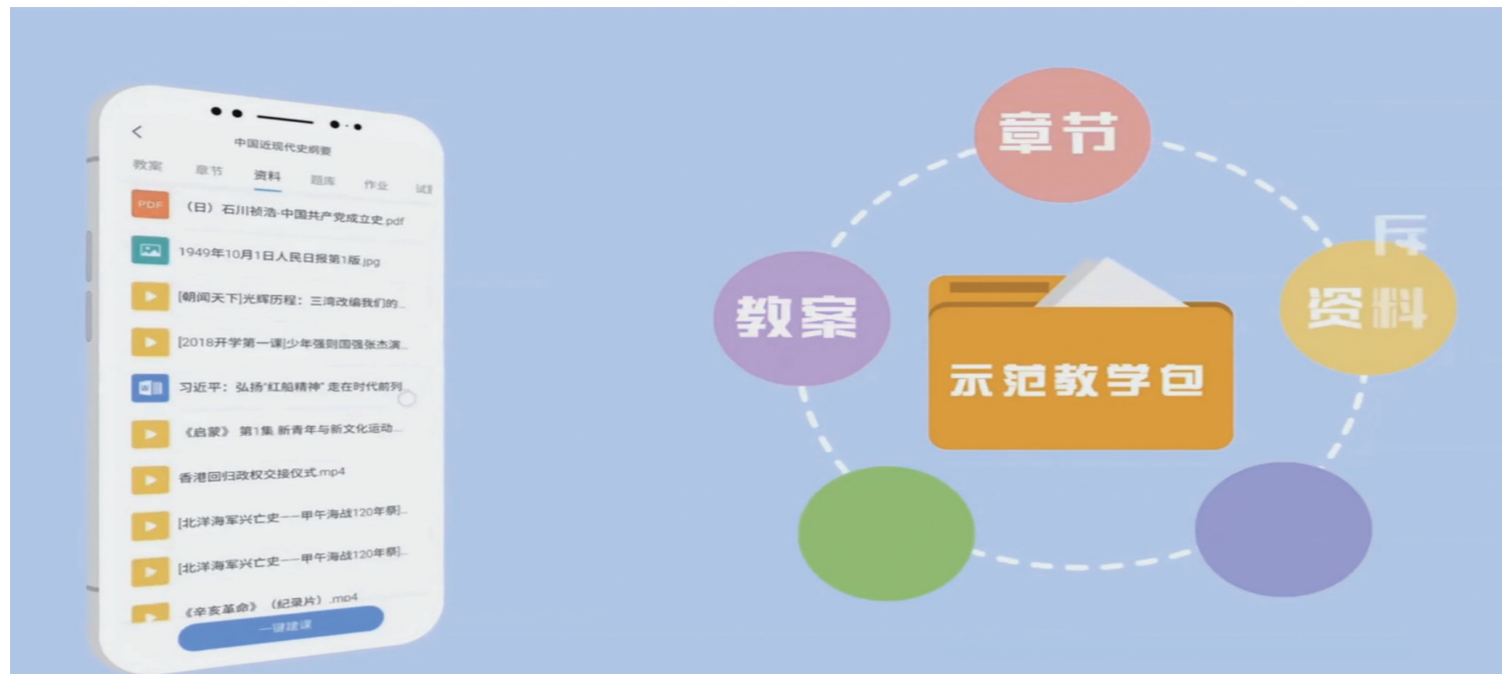 中国近现代史纲要
教案 章节 资料 题库 作业
PDF
(日)石川祯浩-中国共产党成立史.pdf
1949年10月1日人民日报第1版.jpg
[朝闻天下]光辉历程：三湾改编我们的...
[2018开学第一课]少年强则国强张杰演...
习近平：弘扬“红船精神” 走在时代前列
《启蒙》 第1集 新青年与新文化运动...
香港回归政权交接仪式.mp4
[北洋海军兴亡史——甲午海战120年祭]...
[北洋海军兴亡史——甲午海战120年祭]...
《辛亥革命》（纪录片）.mp4
一键建课
章节
教案
资料
示范教学包